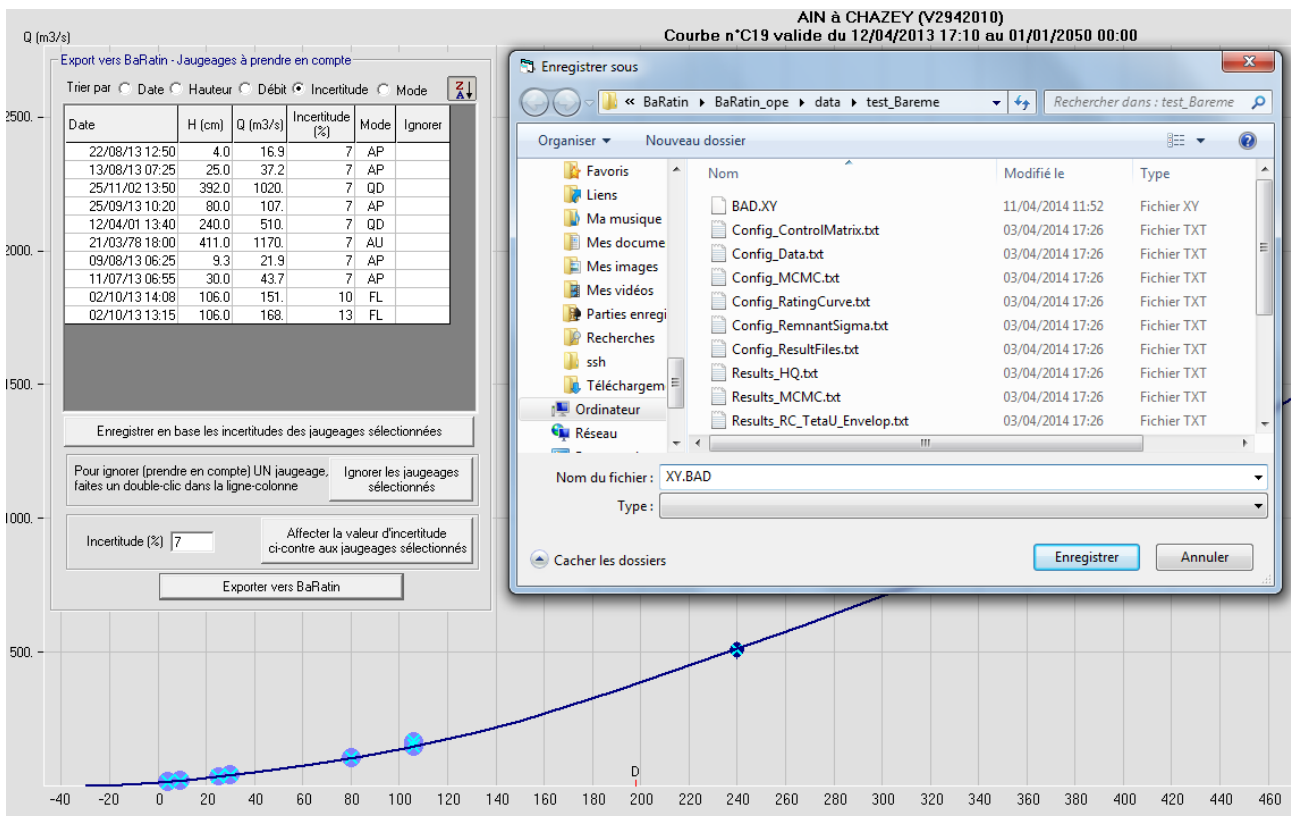 AIN à CHAZEY (V2942010)
Courbe n°C19 valide du 12/04/2013 17:10 au 01/01/2050 00:00
Q (m3/s)
Export vers BaRatin - Jaugeages à prendre en compte
Trier par Date Hauteur Débit Incertitude Mode
Date H (cm) Q (m3/s) Incertitude (%) Mode Ignorer
22/08/13 12:50 4.0 16.9 7 AP
13/08/13 07:25 25.0 37.2 7 AP
25/11/02 13:50 392.0 1020. 7 QD
25/09/13 10:20 80.0 107. 7 AP
12/04/01 13:40 240.0 510. 7 QD
21/03/78 18:00 411.0 1170. 7 AU
09/08/13 06:25 9.3 21.9 7 AP
11/07/13 06:55 30.0 43.7 7 AP
02/10/13 14:08 106.0 151. 10 FL
02/10/13 13:15 106.0 168. 13 FL
Enregistrer en base les incertitudes des jaugeages sélectionnées
Pour ignorer (prendre en compte) UN jaugeage,
faites un double-clic dans la ligne-colonne
Ignorer les jaugeages
sélectionnés
Incertitude (%) 7
Affecter la valeur d'incertitude
ci-contre aux jaugeages sélectionnés
Exporter vers BaRatin
Enregistrer sous
« BaRatin BaRatin_ope data test_Bareme
Rechercher dans : test_Bareme
Organiser Nouveau dossier
Favoris
Liens
Ma musique
Mes docume
Mes images
Mes vidéos
Parties enregi
Recherches
ssh
Téléchargem
Ordinateur
Réseau
Nom Modifié le Type
BAD.XY 11/04/2014 11:52 Fichier XY
Config_ControlMatrix.txt 03/04/2014 17:26 Fichier TXT
Config_Data.txt 03/04/2014 17:26 Fichier TXT
Config_MCMC.txt 03/04/2014 17:26 Fichier TXT
Config_RatingCurve.txt 03/04/2014 17:26 Fichier TXT
Config_RemnantSigma.txt 03/04/2014 17:26 Fichier TXT
Config_ResultFiles.txt 03/04/2014 17:26 Fichier TXT
Results_HQ.txt 03/04/2014 17:26 Fichier TXT
Results_MCMC.txt 03/04/2014 17:26 Fichier TXT
Results_RC_TetaU_Envelop.txt 03/04/2014 17:26 Fichier TXT
Nom du fichier : XY.BAD
Type :
Cacher les dossiers
Enregistrer Annuler
2500.
2000.
1500.
1000.
500.
D
-40 -20 0 20 40 60 80 100 120 140 160 180 200 220 240 260 280 300 320 340 360 380 400 420 440 460